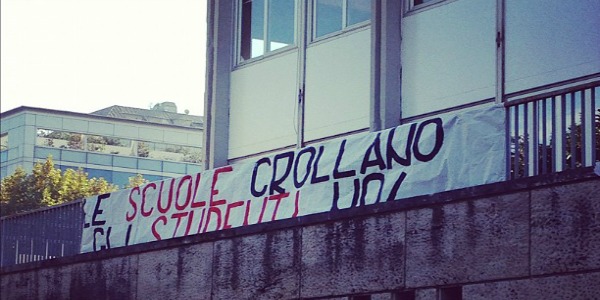 LE SCUOLE CROLLANO
GLI STUDENTI NO!